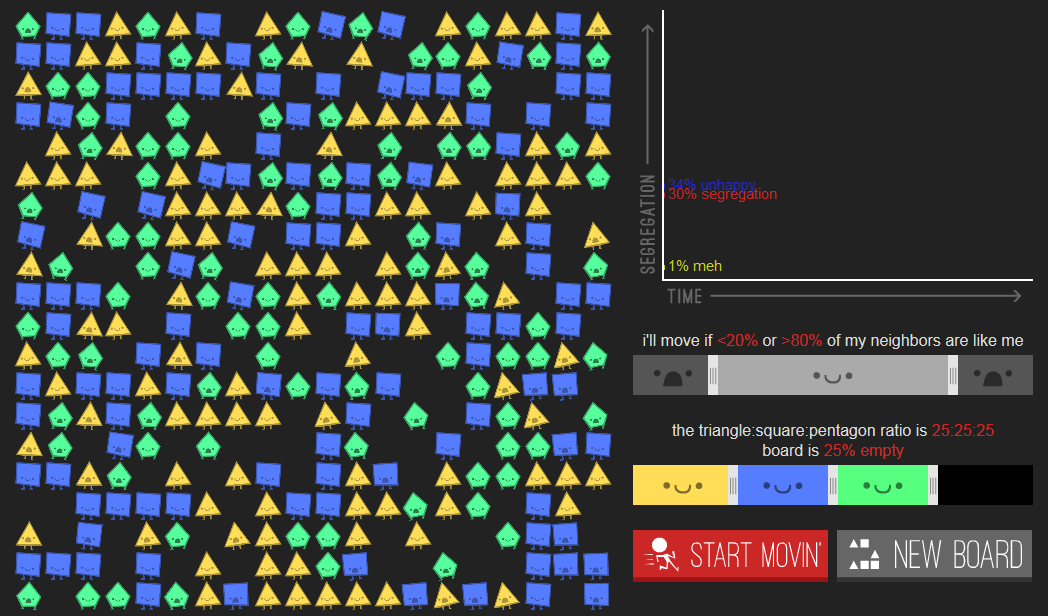 34% unhappy
30% segregation
SEGREGATION
1% meh
TIME
i'll move if <20% or >80% of my neighbors are like me
the triangle:square:pentagon ratio is 25:25:25
board is 25% empty
START MOVIN'
NEW BOARD